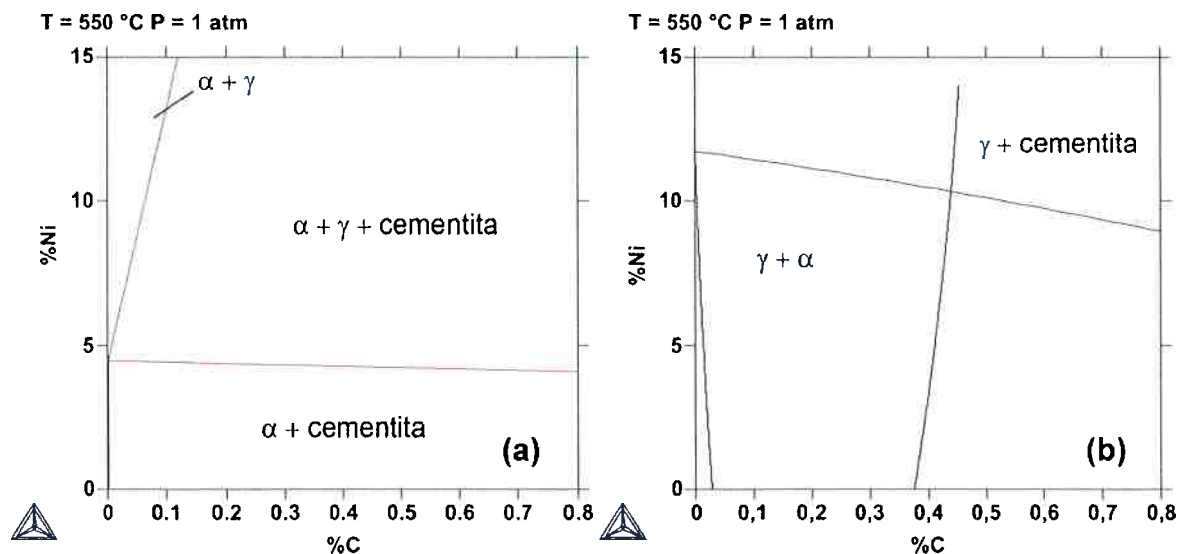 T = 550 °C P = 1 atm
15
α + γ
10
%Ni
α + γ + cementita
5
α + cementita
(a)
0
0 0.1 0.2 0.3 0.4 0.5 0.6 0.7 0.8
%C
T = 550 °C P = 1 atm
15
γ + cementita
10
%Ni
γ + α
5
(b)
0
0 0,1 0,2 0,3 0,4 0,5 0,6 0,7 0,8
%C